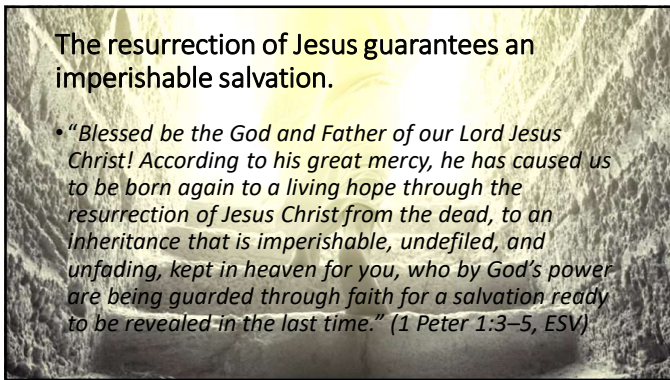 The resurrection of Jesus guarantees an
imperishable salvation.
• “Blessed be the God and Father of our Lord Jesus
Christ! According to his great mercy, he has caused us
to be born again to a living hope through the
resurrection of Jesus Christ from the dead, to an
inheritance that is imperishable, undefiled, and
unfading, kept in heaven for you, who by God’s power
are being guarded through faith for a salvation ready
to be revealed in the last time.” (1 Peter 1:3–5, ESV)